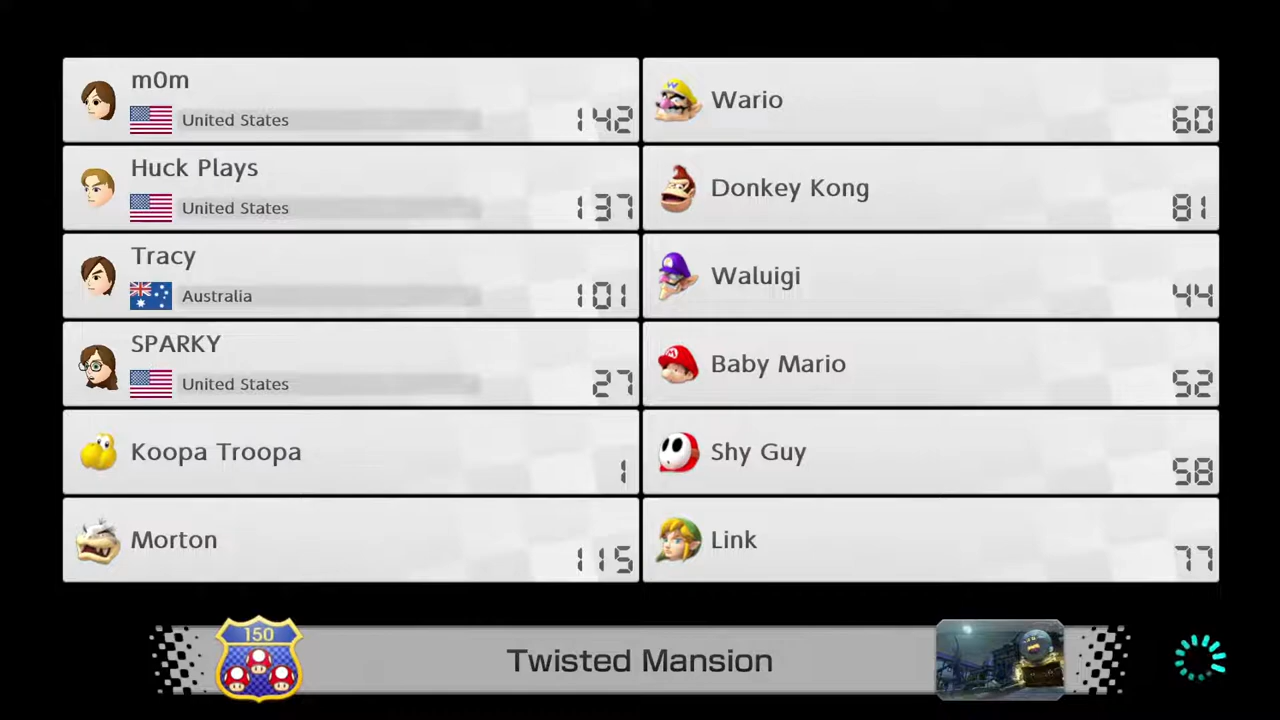 m0m
United States
142
Huck Plays
United States
137
Tracy
Australia
101
SPARKY
United States
27
Koopa Troopa
1
Morton
115
Wario
60
Donkey Kong
81
Waluigi
44
Baby Mario
52
Shy Guy
58
Link
77
150
Twisted Mansion